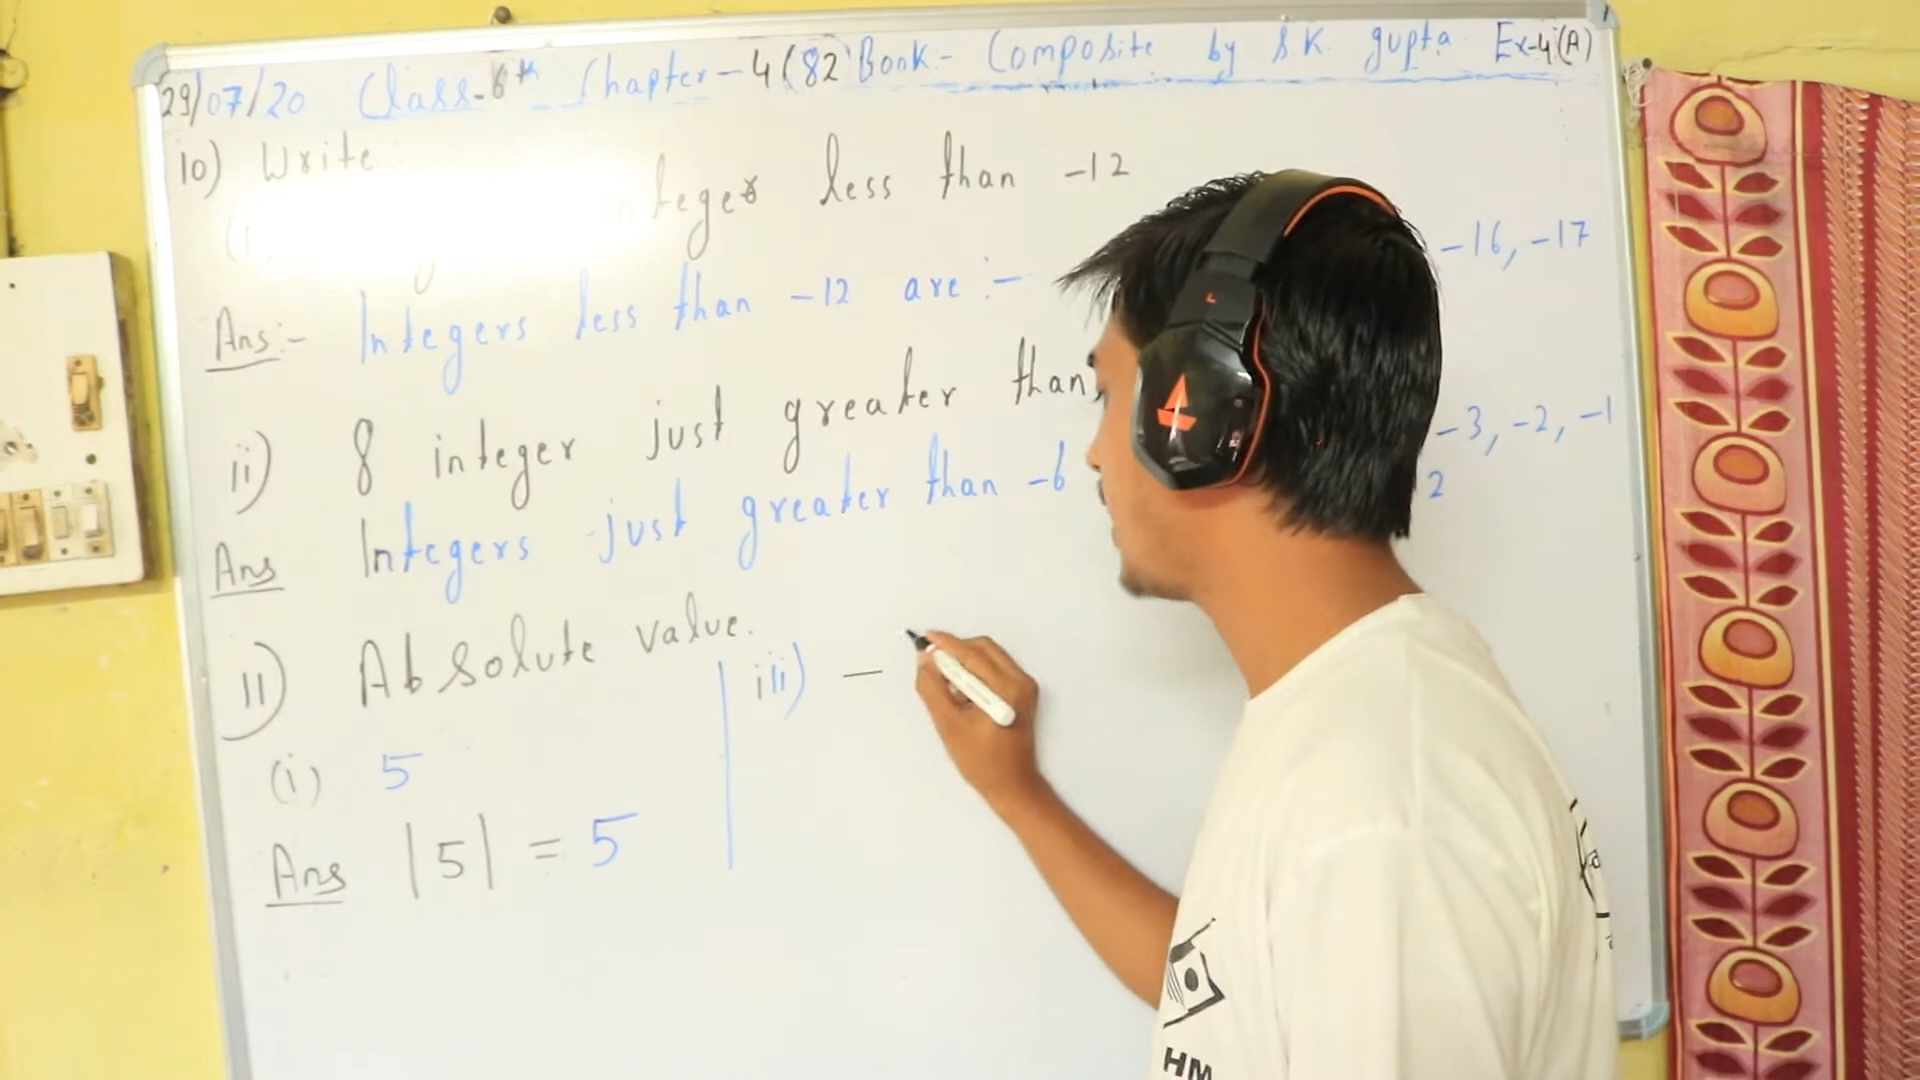 29/07/20 Class-6th Chapter-4(82 Book- Composite by S.K. gupta Ex-4(A)
10) Write
(i) integer less than -12
Ans:- Integers less than -12 are :- -16, -17
ii) 8 integer just greater than
Ans Integers just greater than -6 -3, -2, -1
2
11) Absolute value.
(i) 5
Ans |5| = 5
iii) -
HM